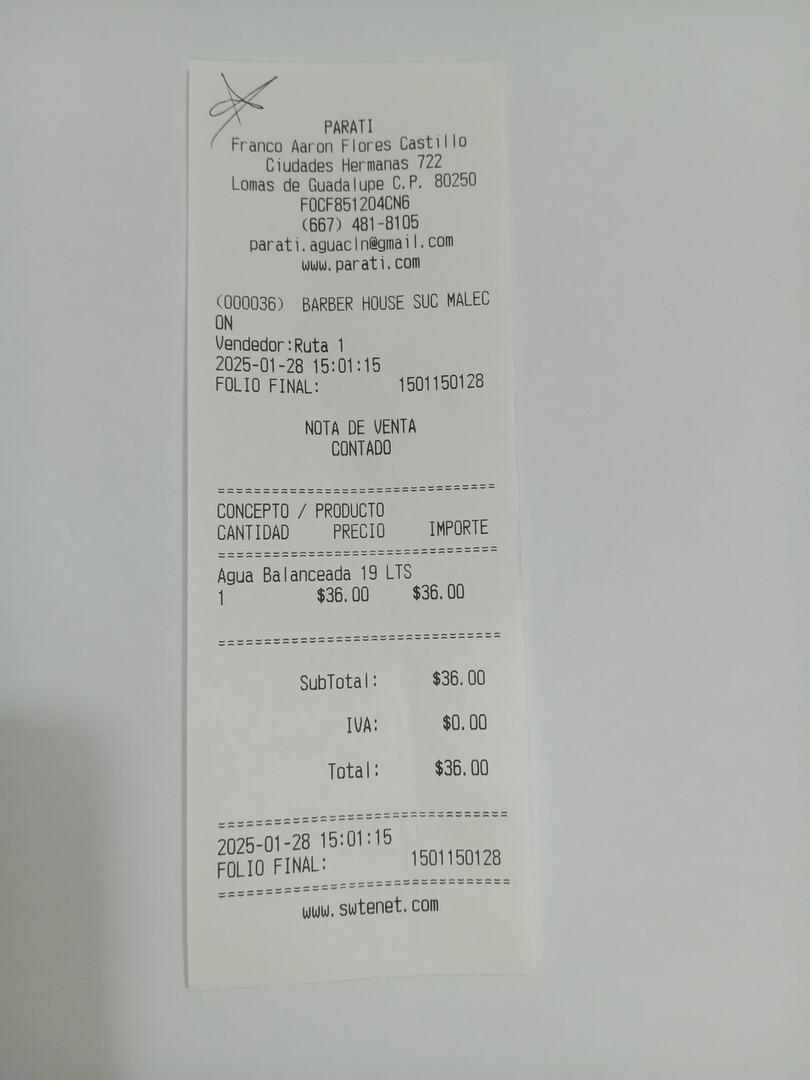 PARATI
Franco Aaron Flores Castillo
Ciudades Hermanas 722
Lomas de Guadalupe C.P. 80250
FOCF851204CN6
(667) 481-8105
parati.aguacln@gmail.com
www.parati.com
(000036) BARBER HOUSE SUC MALEC
ON
Vendedor:Ruta 1
2025-01-28 15:01:15
FOLIO FINAL: 1501150128
NOTA DE VENTA
CONTADO
===============================
CONCEPTO / PRODUCTO
CANTIDAD PRECIO IMPORTE
===============================
Agua Balanceada 19 LTS
1 $36.00 $36.00
===============================
SubTotal: $36.00
IVA: $0.00
Total: $36.00
===============================
2025-01-28 15:01:15
FOLIO FINAL: 1501150128
===============================
www.swtenet.com